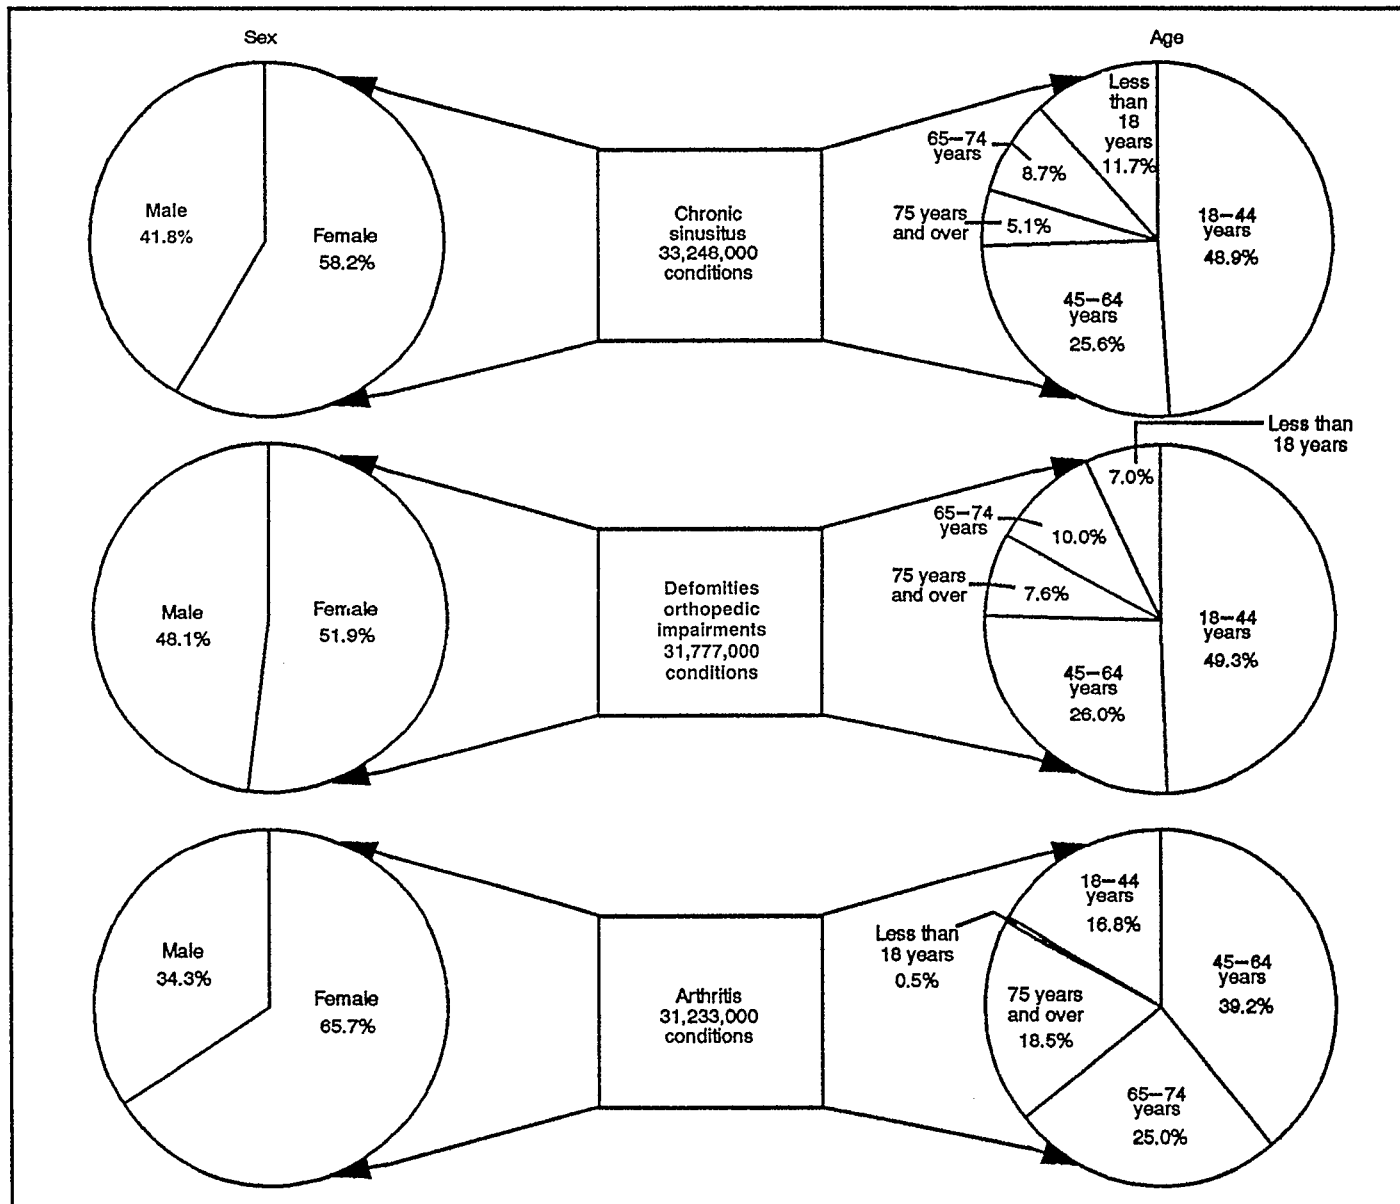 Sex
Age
Male
41.8%
Female
58.2%
Chronic
sinusitus
33,248,000
conditions
Less
than
18
years
11.7%
65–74
years
8.7%
75 years
and over
5.1%
18–44
years
48.9%
45–64
years
25.6%
Male
48.1%
Female
51.9%
Defomities
orthopedic
impairments
31,777,000
conditions
Less than
18 years
7.0%
65–74
years
10.0%
75 years
and over
7.6%
18–44
years
49.3%
45–64
years
26.0%
Male
34.3%
Female
65.7%
Arthritis
31,233,000
conditions
18–44
years
16.8%
Less than
18 years
0.5%
45–64
years
39.2%
75 years
and over
18.5%
65–74
years
25.0%